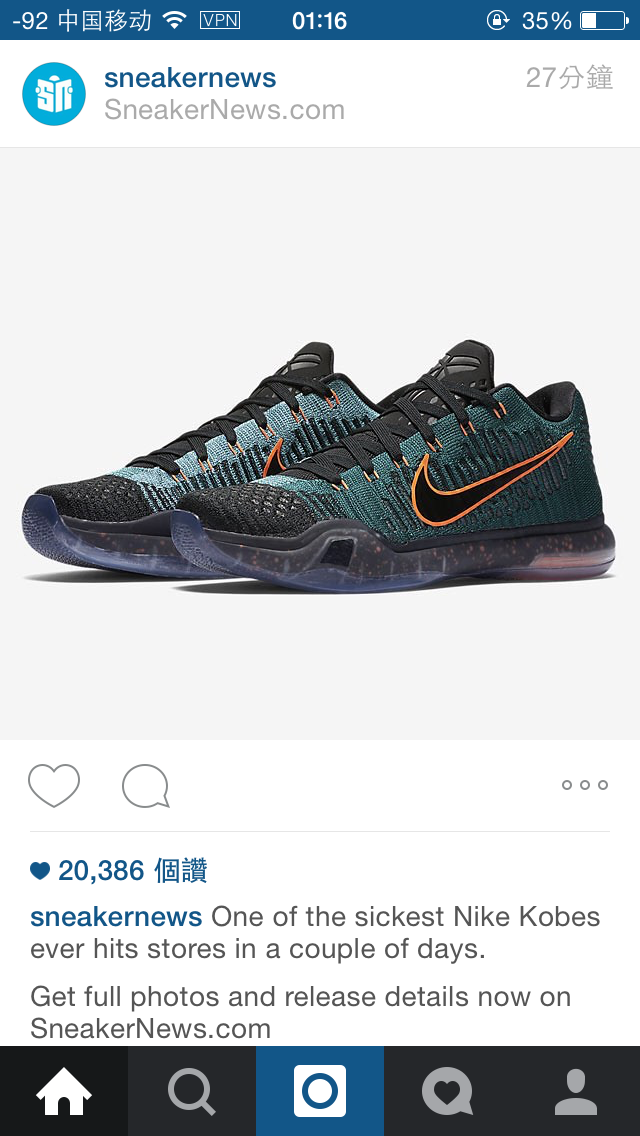 -92 中国移动 VPN 01:16 35%
sneakernews 27分鐘
SneakerNews.com
20,386 個讚
sneakernews One of the sickest Nike Kobes
ever hits stores in a couple of days.
Get full photos and release details now on
SneakerNews.com